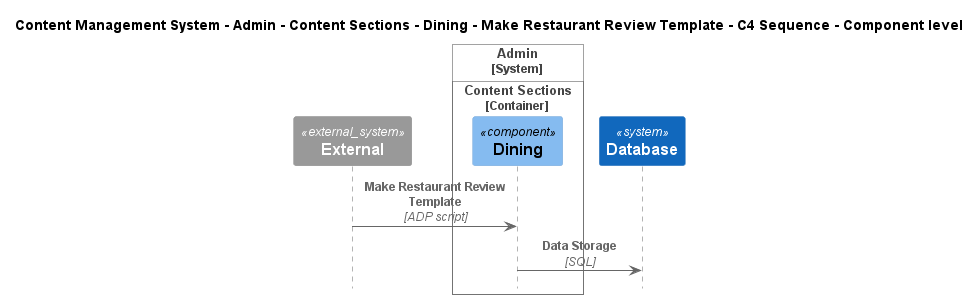 Content Management System - Admin - Content Sections - Dining - Make Restaurant Review Template - C4 Sequence - Component level
Admin
[System]
Content Sections
[Container]
«external_system»
External
«component»
Dining
«system»
Database
Make Restaurant Review
Template
[ADP script]
Data Storage
[SQL]